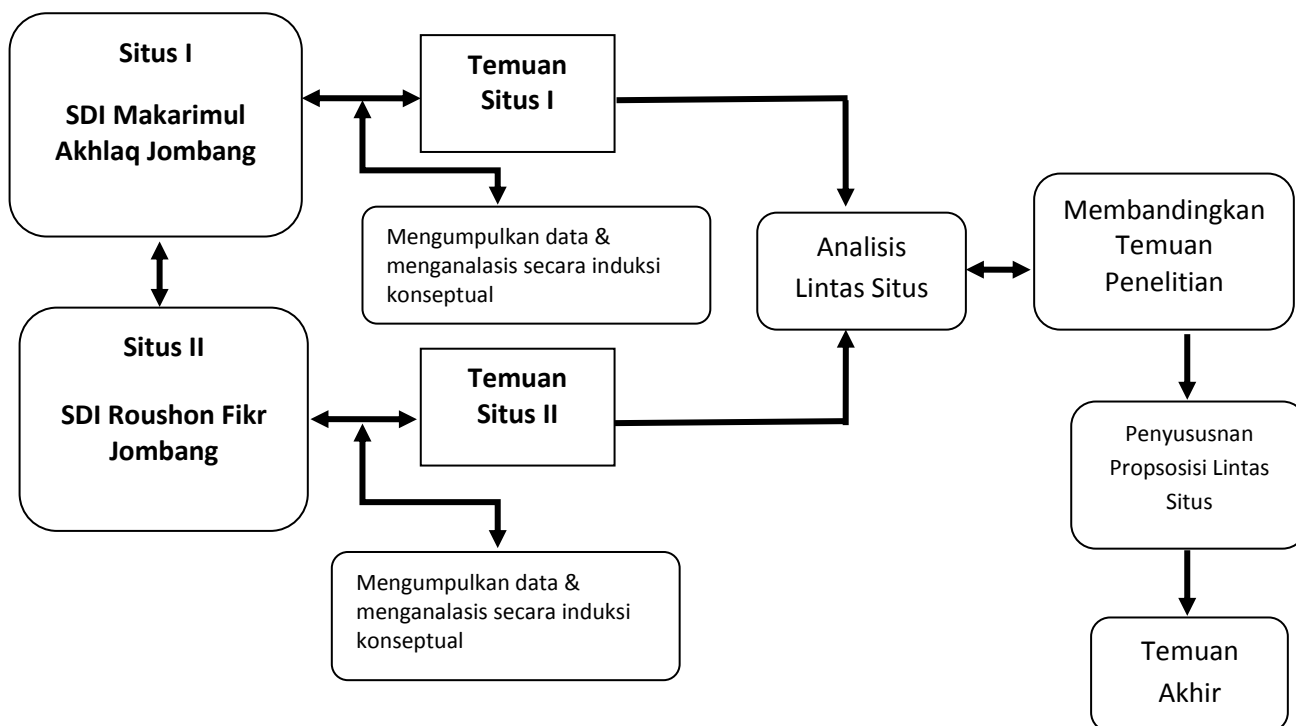 Situs I
SDI Makarimul
Akhlaq Jombang
Temuan
Situs I
Mengumpulkan data &
menganalasis secara induksi
konseptual
Situs II
SDI Roushon Fikr
Jombang
Temuan
Situs II
Mengumpulkan data &
menganalasis secara induksi
konseptual
Analisis
Lintas Situs
Membandingkan
Temuan
Penelitian
Penyususnan
Propsosisi Lintas
Situs
Temuan
Akhir